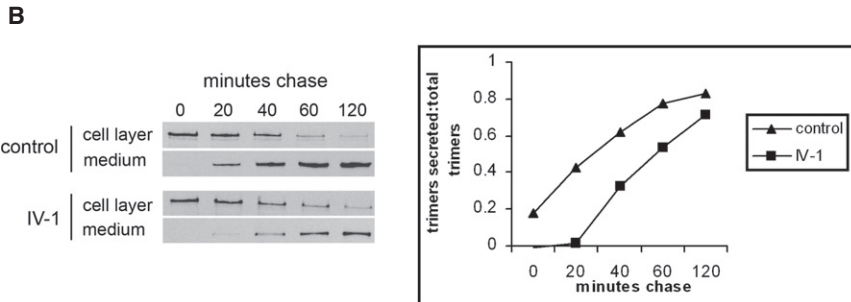 B
minutes chase
0 20 40 60 120
control
cell layer
medium
IV-1
cell layer
medium
trimers secreted:total
trimers
1
0.8
0.6
0.4
0.2
0
0 20 40 60 120
minutes chase
control
IV-1